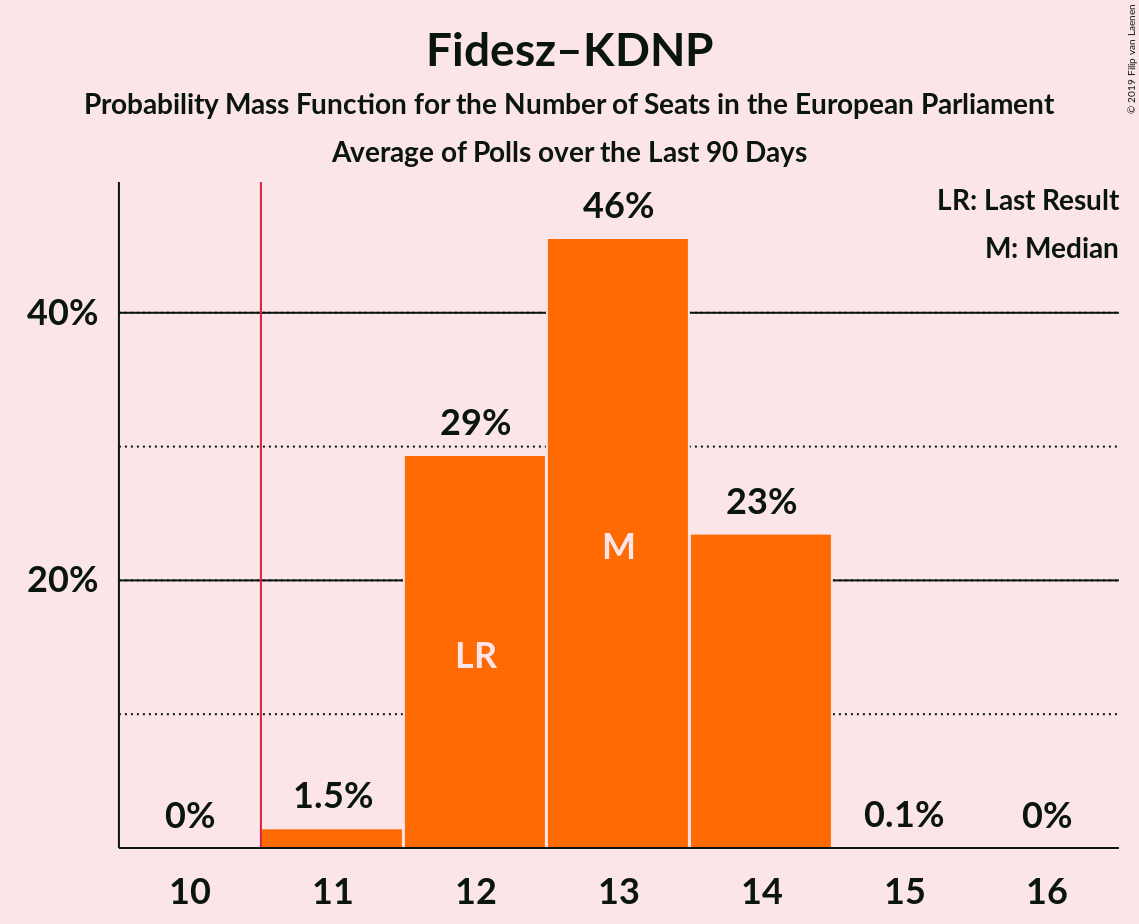 Fidesz–KDNP
Probability Mass Function for the Number of Seats in the European Parliament
Average of Polls over the Last 90 Days
© 2019 Filip van Laenen
LR: Last Result
M: Median
46%
40%
29%
23%
M
20%
LR
1.5%
0%
0.1%
0%
10 11 12 13 14 15 16